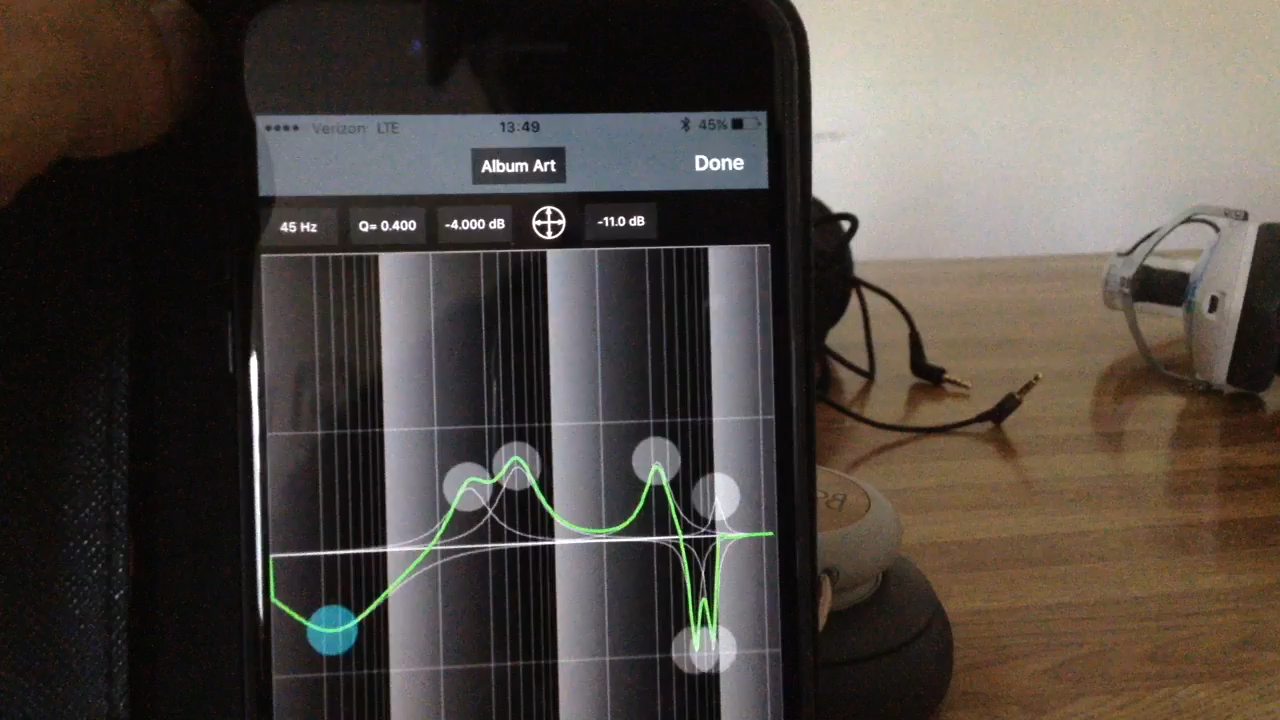 Verizon LTE 13:49 45%
Album Art Done
45 Hz Q= 0.400 -4.000 dB -11.0 dB